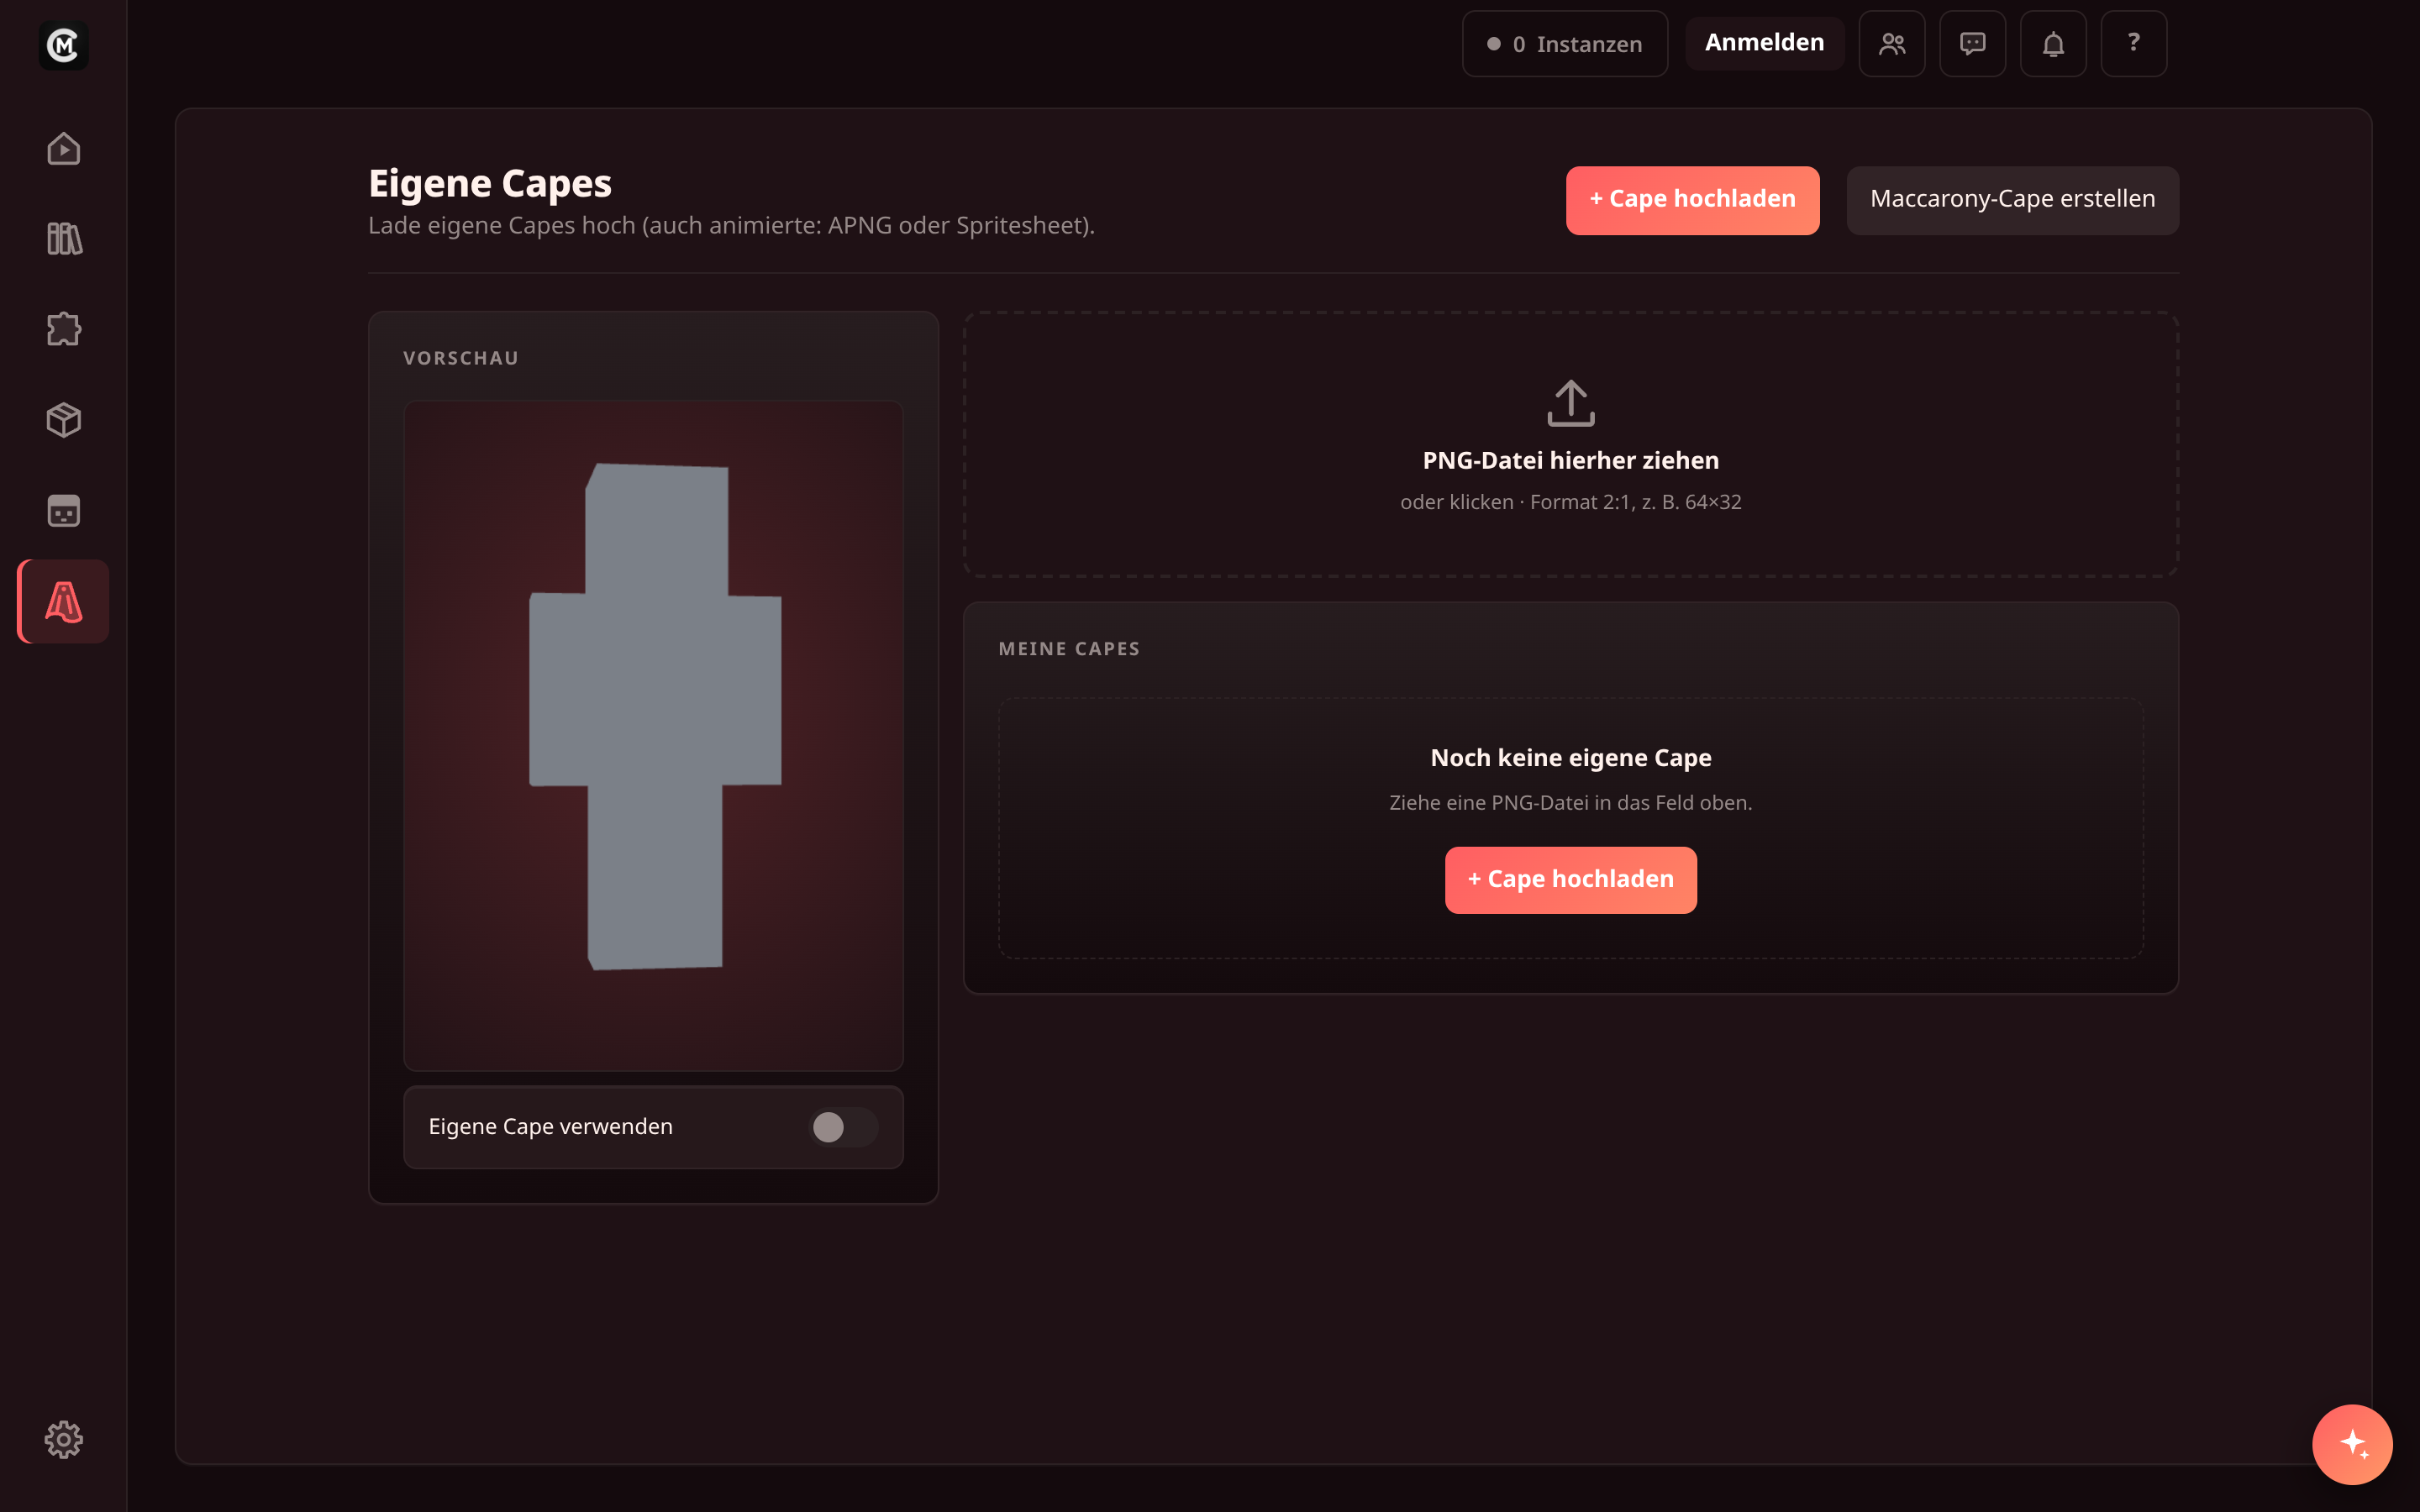 0 Instanzen
Anmelden
?
Eigene Capes
Lade eigene Capes hoch (auch animierte: APNG oder Spritesheet).
+ Cape hochladen
Maccarony-Cape erstellen
VORSCHAU
Eigene Cape verwenden
PNG-Datei hierher ziehen
oder klicken · Format 2:1, z. B. 64×32
MEINE CAPES
Noch keine eigene Cape
Ziehe eine PNG-Datei in das Feld oben.
+ Cape hochladen